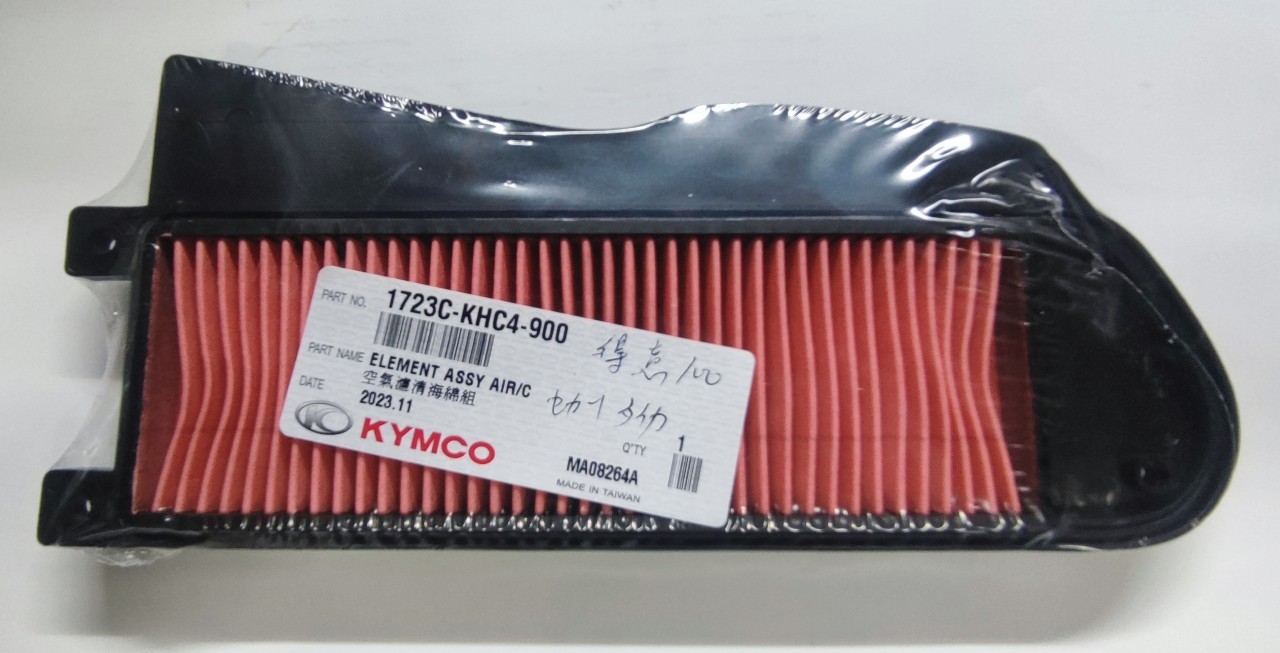 PART NO. 1723C-KHC4-900
PART NAME ELEMENT ASSY AIR/C
空氣濾清海綿組
DATE 2023.11
KYMCO
得意100
Q'TY 1
MA08264A
MADE IN TAIWAN